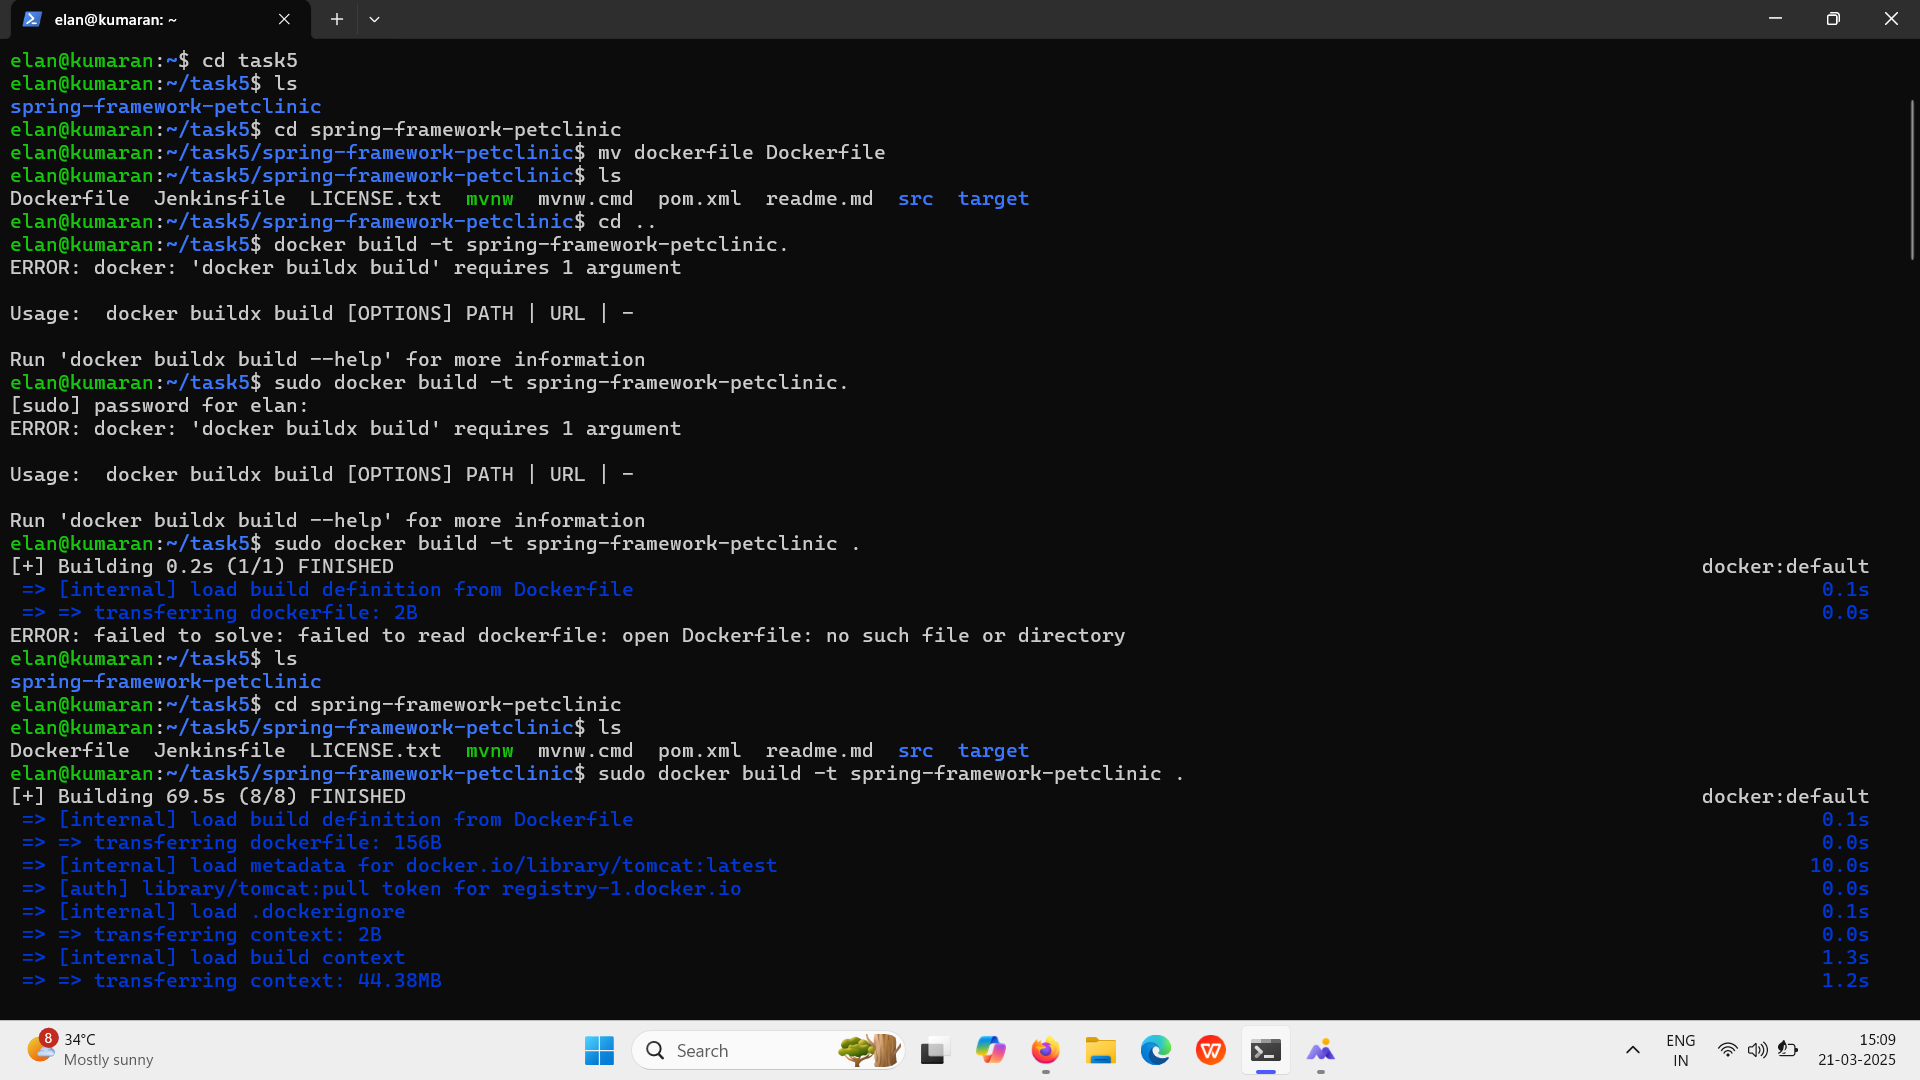 elan@kumaran: ~
elan@kumaran:~$ cd task5
elan@kumaran:~/task5$ ls
spring-framework-petclinic
elan@kumaran:~/task5$ cd spring-framework-petclinic
elan@kumaran:~/task5/spring-framework-petclinic$ mv dockerfile Dockerfile
elan@kumaran:~/task5/spring-framework-petclinic$ ls
Dockerfile  Jenkinsfile  LICENSE.txt  mvnw  mvnw.cmd  pom.xml  readme.md  src  target
elan@kumaran:~/task5/spring-framework-petclinic$ cd ..
elan@kumaran:~/task5$ docker build -t spring-framework-petclinic.
ERROR: docker: 'docker buildx build' requires 1 argument
Usage:  docker buildx build [OPTIONS] PATH | URL | -
Run 'docker buildx build --help' for more information
elan@kumaran:~/task5$ sudo docker build -t spring-framework-petclinic.
[sudo] password for elan:
ERROR: docker: 'docker buildx build' requires 1 argument
Usage:  docker buildx build [OPTIONS] PATH | URL | -
Run 'docker buildx build --help' for more information
elan@kumaran:~/task5$ sudo docker build -t spring-framework-petclinic .
[+] Building 0.2s (1/1) FINISHED docker:default
=> [internal] load build definition from Dockerfile 0.1s
=> => transferring dockerfile: 2B 0.0s
ERROR: failed to solve: failed to read dockerfile: open Dockerfile: no such file or directory
elan@kumaran:~/task5$ ls
spring-framework-petclinic
elan@kumaran:~/task5$ cd spring-framework-petclinic
elan@kumaran:~/task5/spring-framework-petclinic$ ls
Dockerfile  Jenkinsfile  LICENSE.txt  mvnw  mvnw.cmd  pom.xml  readme.md  src  target
elan@kumaran:~/task5/spring-framework-petclinic$ sudo docker build -t spring-framework-petclinic .
[+] Building 69.5s (8/8) FINISHED docker:default
=> [internal] load build definition from Dockerfile 0.1s
=> => transferring dockerfile: 156B 0.0s
=> [internal] load metadata for docker.io/library/tomcat:latest 10.0s
=> [auth] library/tomcat:pull token for registry-1.docker.io 0.0s
=> [internal] load .dockerignore 0.1s
=> => transferring context: 2B 0.0s
=> [internal] load build context 1.3s
=> => transferring context: 44.38MB 1.2s
8
34°C
Mostly sunny
Search
ENG
IN
15:09
21-03-2025